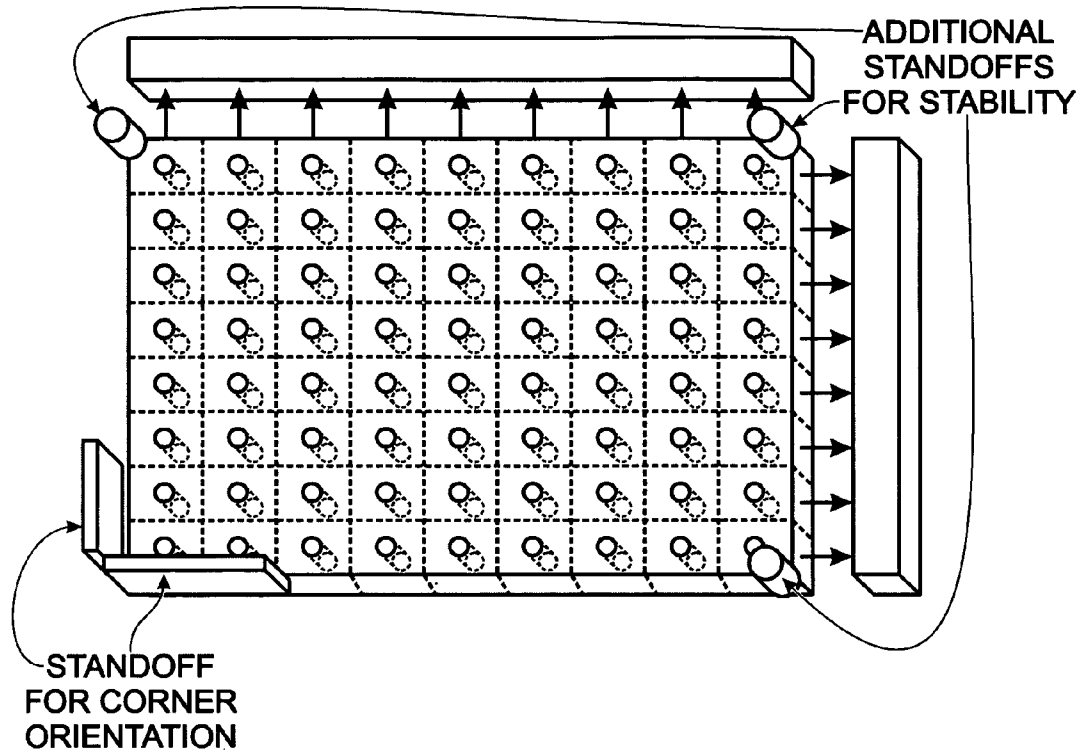 ADDITIONAL
STANDOFFS
FOR STABILITY
STANDOFF
FOR CORNER
ORIENTATION